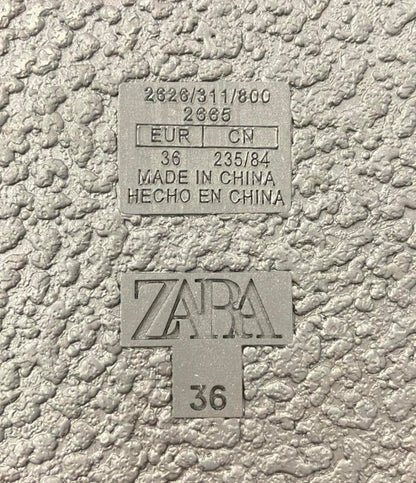 2626/311/800
2665
EUR CN
36 235/84
MADE IN CHINA
HECHO EN CHINA
ZARA
36